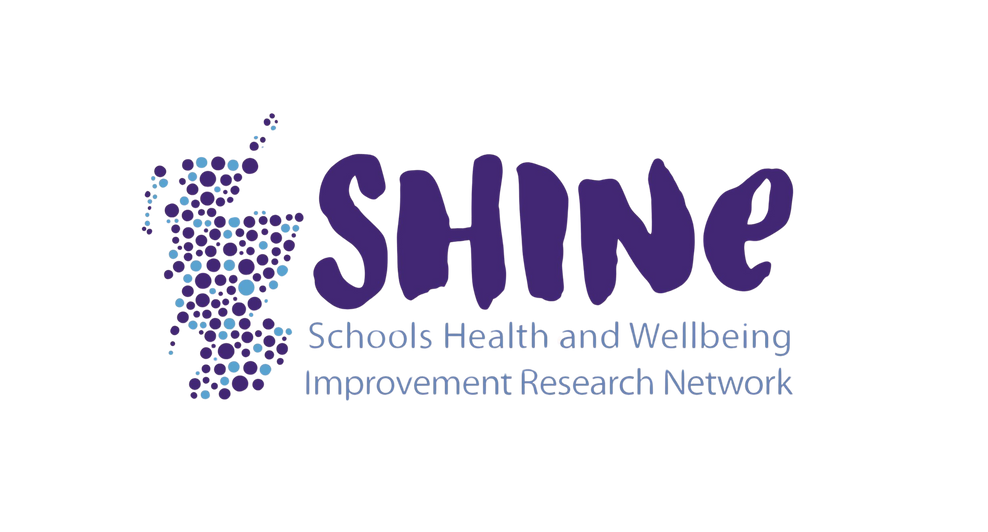 SHINe
Schools Health and Wellbeing
Improvement Research Network